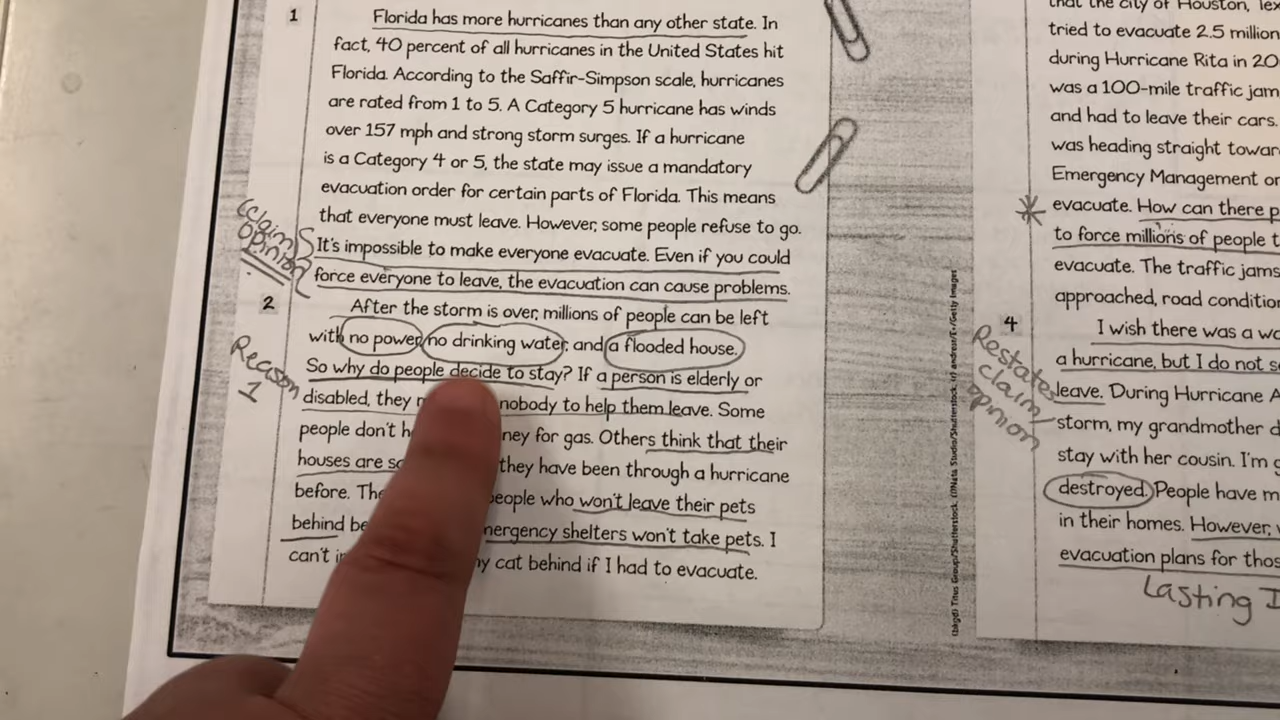 1
Florida has more hurricanes than any other state. In
fact, 40 percent of all hurricanes in the United States hit
Florida. According to the Saffir-Simpson scale, hurricanes
are rated from 1 to 5. A Category 5 hurricane has winds
over 157 mph and strong storm surges. If a hurricane
is a Category 4 or 5, the state may issue a mandatory
evacuation order for certain parts of Florida. This means
that everyone must leave. However, some people refuse to go.
It's impossible to make everyone evacuate. Even if you could
force everyone to leave, the evacuation can cause problems.
Claim
opinion
2
After the storm is over, millions of people can be left
with no power, no drinking water, and a flooded house.
So why do people decide to stay? If a person is elderly or
disabled, they nobody to help them leave. Some
people don't for gas. Others think that their
houses are they have been through a hurricane
before. people who won't leave their pets
behind emergency shelters won't take pets. I
can't my cat behind if I had to evacuate.
Reason
1
that the city of Houston,
tried to evacuate 2.5 million
during Hurricane Rita in
was a 100-mile traffic jam
and had to leave their cars.
was heading straight
Emergency Management
evacuate. How can there
to force millions of people
evacuate. The traffic jams
approached, road
4
I wish there was a
a hurricane, but I do not
leave. During Hurricane
storm, my grandmother
stay with her cousin. I'm
destroyed. People have
in their homes. However,
evacuation plans for
Restates
claim
opinion
Lasting
(bkgd) Titus Group/Shutterstock, Studio/Shutterstock, (r) andreur/E+/Getty Images